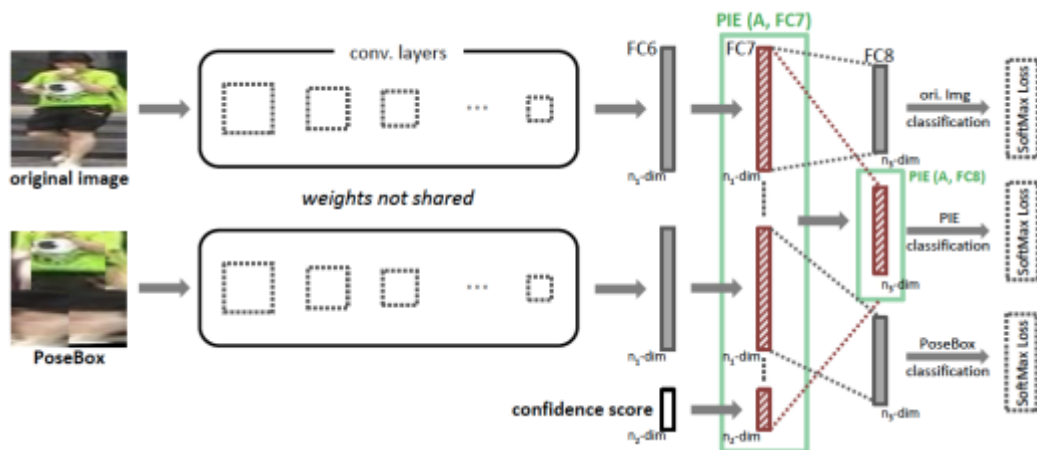 PIE (A, FC7)
conv. layers
FC6
FC7
FC8
ori. Img
classification
SoftMax Loss
original image
n₁-dim
n₁-dim
n₃-dim
weights not shared
PIE (A, FC8)
PIE
classification
SoftMax Loss
...
...
n₃-dim
PoseBox
n₁-dim
n₁-dim
PoseBox
classification
SoftMax Loss
confidence score
n₂-dim
n₂-dim
n₃-dim